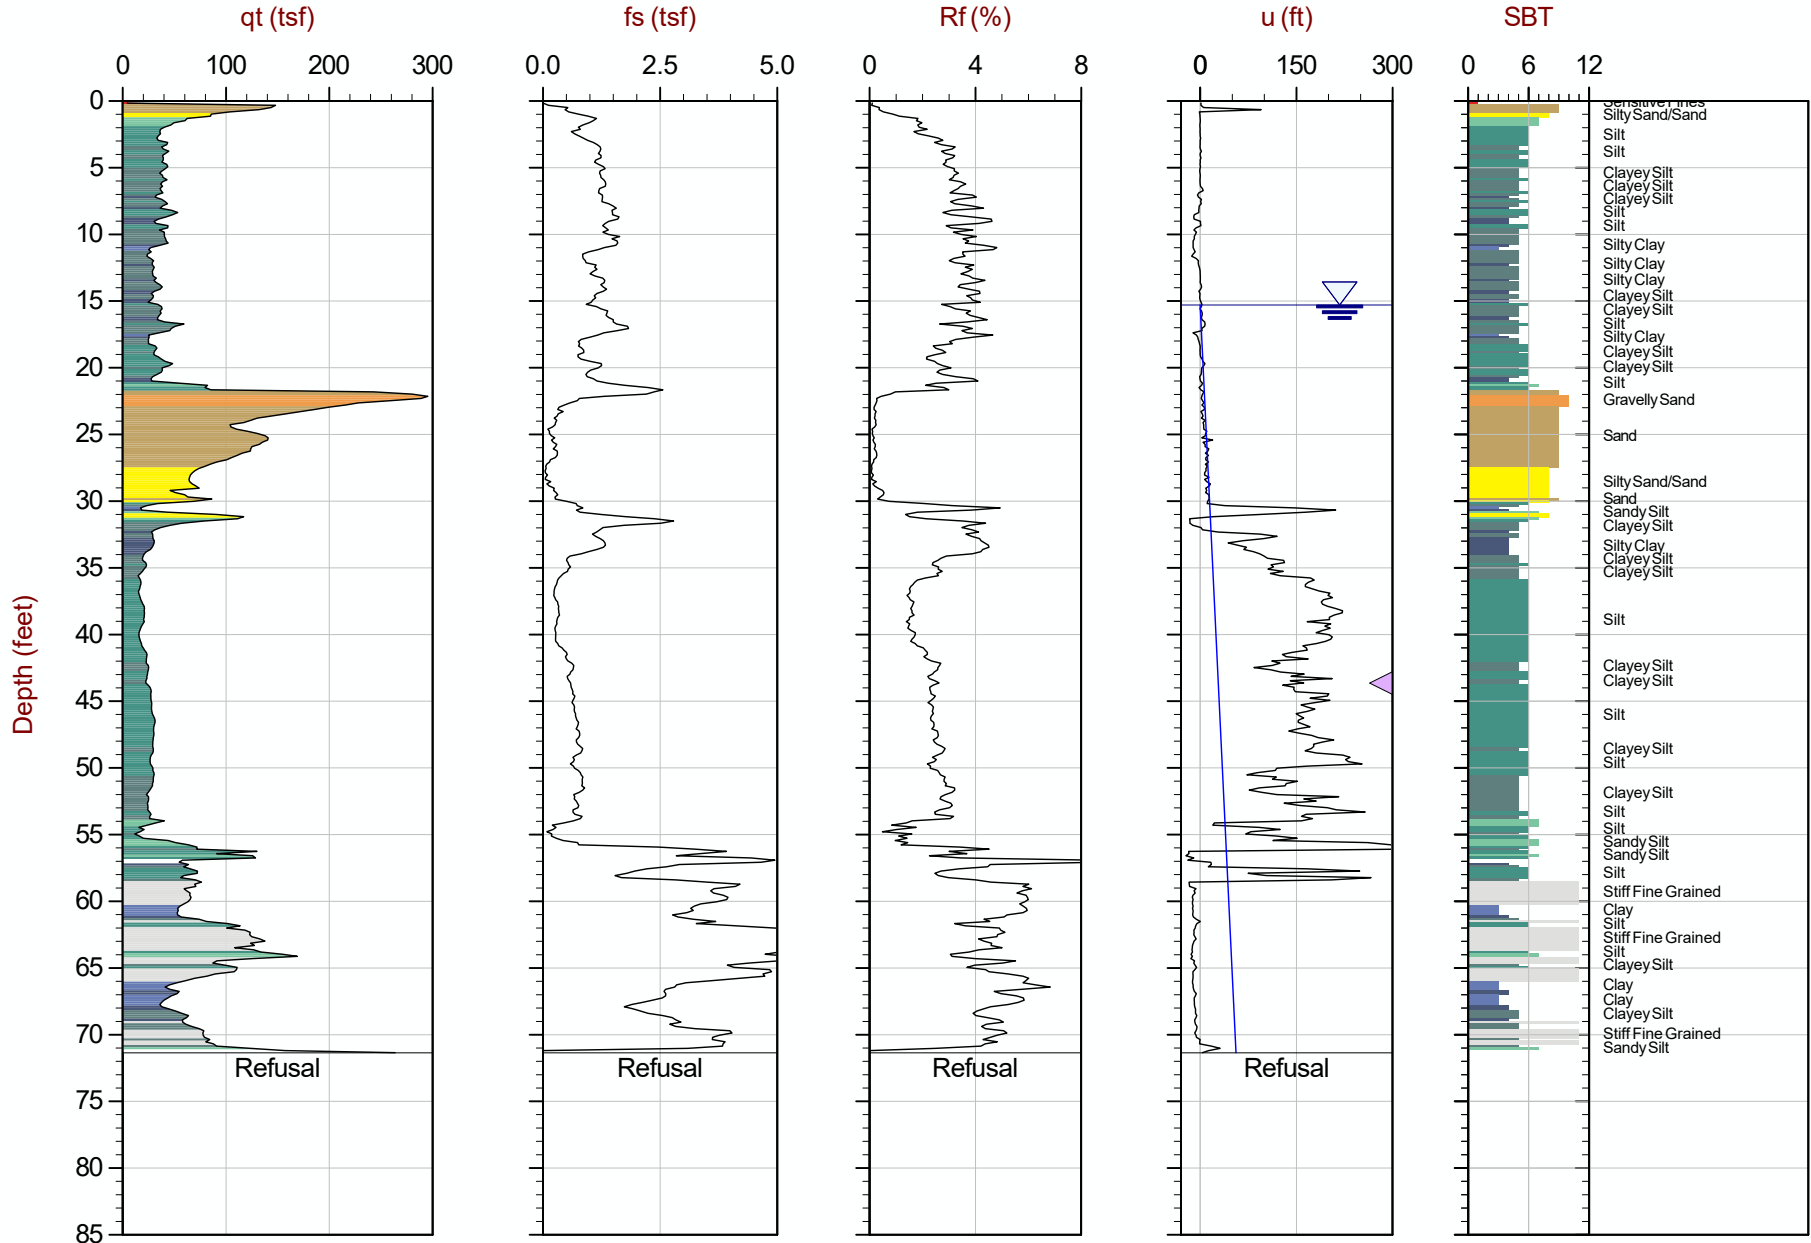 qt (tsf) fs (tsf) Rf (%) u (ft) SBT
0 100 200 300 0.0 2.5 5.0 0 4 8 0 150 300 0 6 12
0
5
10
15
20
25
30
35
40
45
50
55
60
65
70
75
80
85
Depth (feet)
Sensitive Fines
Silty Sand/Sand
Silt
Silt
Clayey Silt
Clayey Silt
Clayey Silt
Silt
Silt
Silty Clay
Silty Clay
Silty Clay
Clayey Silt
Clayey Silt
Silt
Silty Clay
Clayey Silt
Clayey Silt
Silt
Gravelly Sand
Sand
Silty Sand/Sand
Sand
Sandy Silt
Clayey Silt
Silty Clay
Clayey Silt
Clayey Silt
Silt
Clayey Silt
Clayey Silt
Silt
Clayey Silt
Silt
Clayey Silt
Silt
Silt
Sandy Silt
Sandy Silt
Silt
Stiff Fine Grained
Clay
Silt
Stiff Fine Grained
Silt
Clayey Silt
Clay
Clay
Clayey Silt
Stiff Fine Grained
Sandy Silt
Refusal Refusal Refusal Refusal